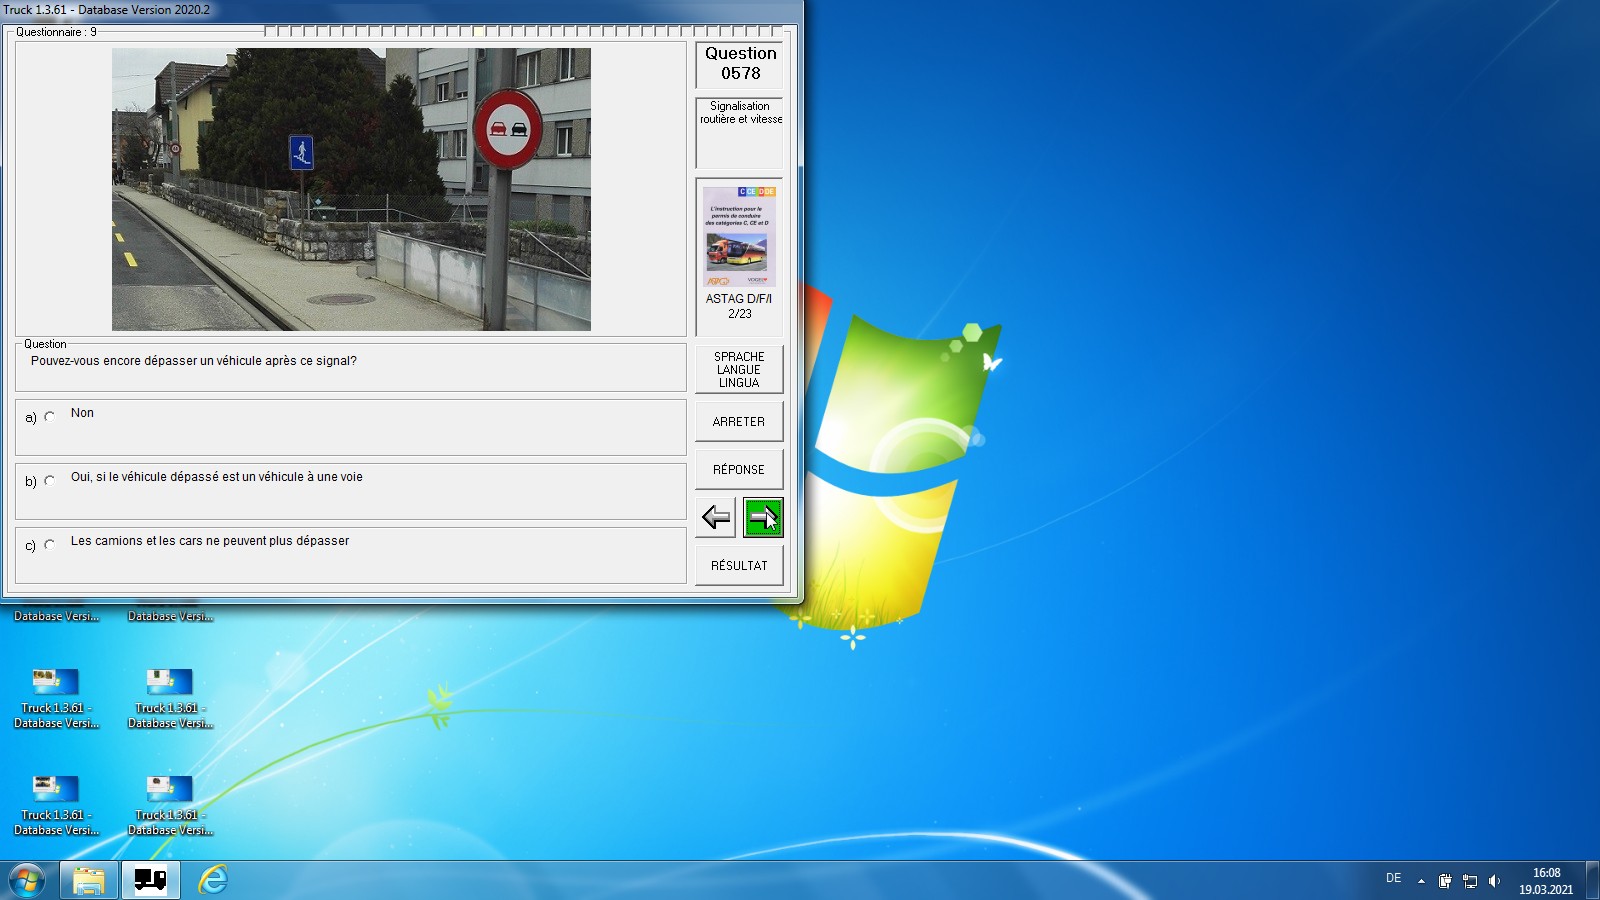 Truck 1.3.61 - Database Version 2020.2
Questionnaire : 9
Question
0578
Signalisation
routière et vitesse
C CE D DE
L'instruction pour le
permis de conduire
des catégories C, CE et D
ASTAG D/F/I
2/23
Question
Pouvez-vous encore dépasser un véhicule après ce signal?
SPRACHE
LANGUE
LINGUA
a) Non
ARRETER
b) Oui, si le véhicule dépassé est un véhicule à une voie
RÉPONSE
c) Les camions et les cars ne peuvent plus dépasser
RÉSULTAT
Database Versi...
Database Versi...
Truck 1.3.61 -
Database Versi...
Truck 1.3.61 -
Database Versi...
Truck 1.3.61 -
Database Versi...
Truck 1.3.61 -
Database Versi...
DE
16:08
19.03.2021